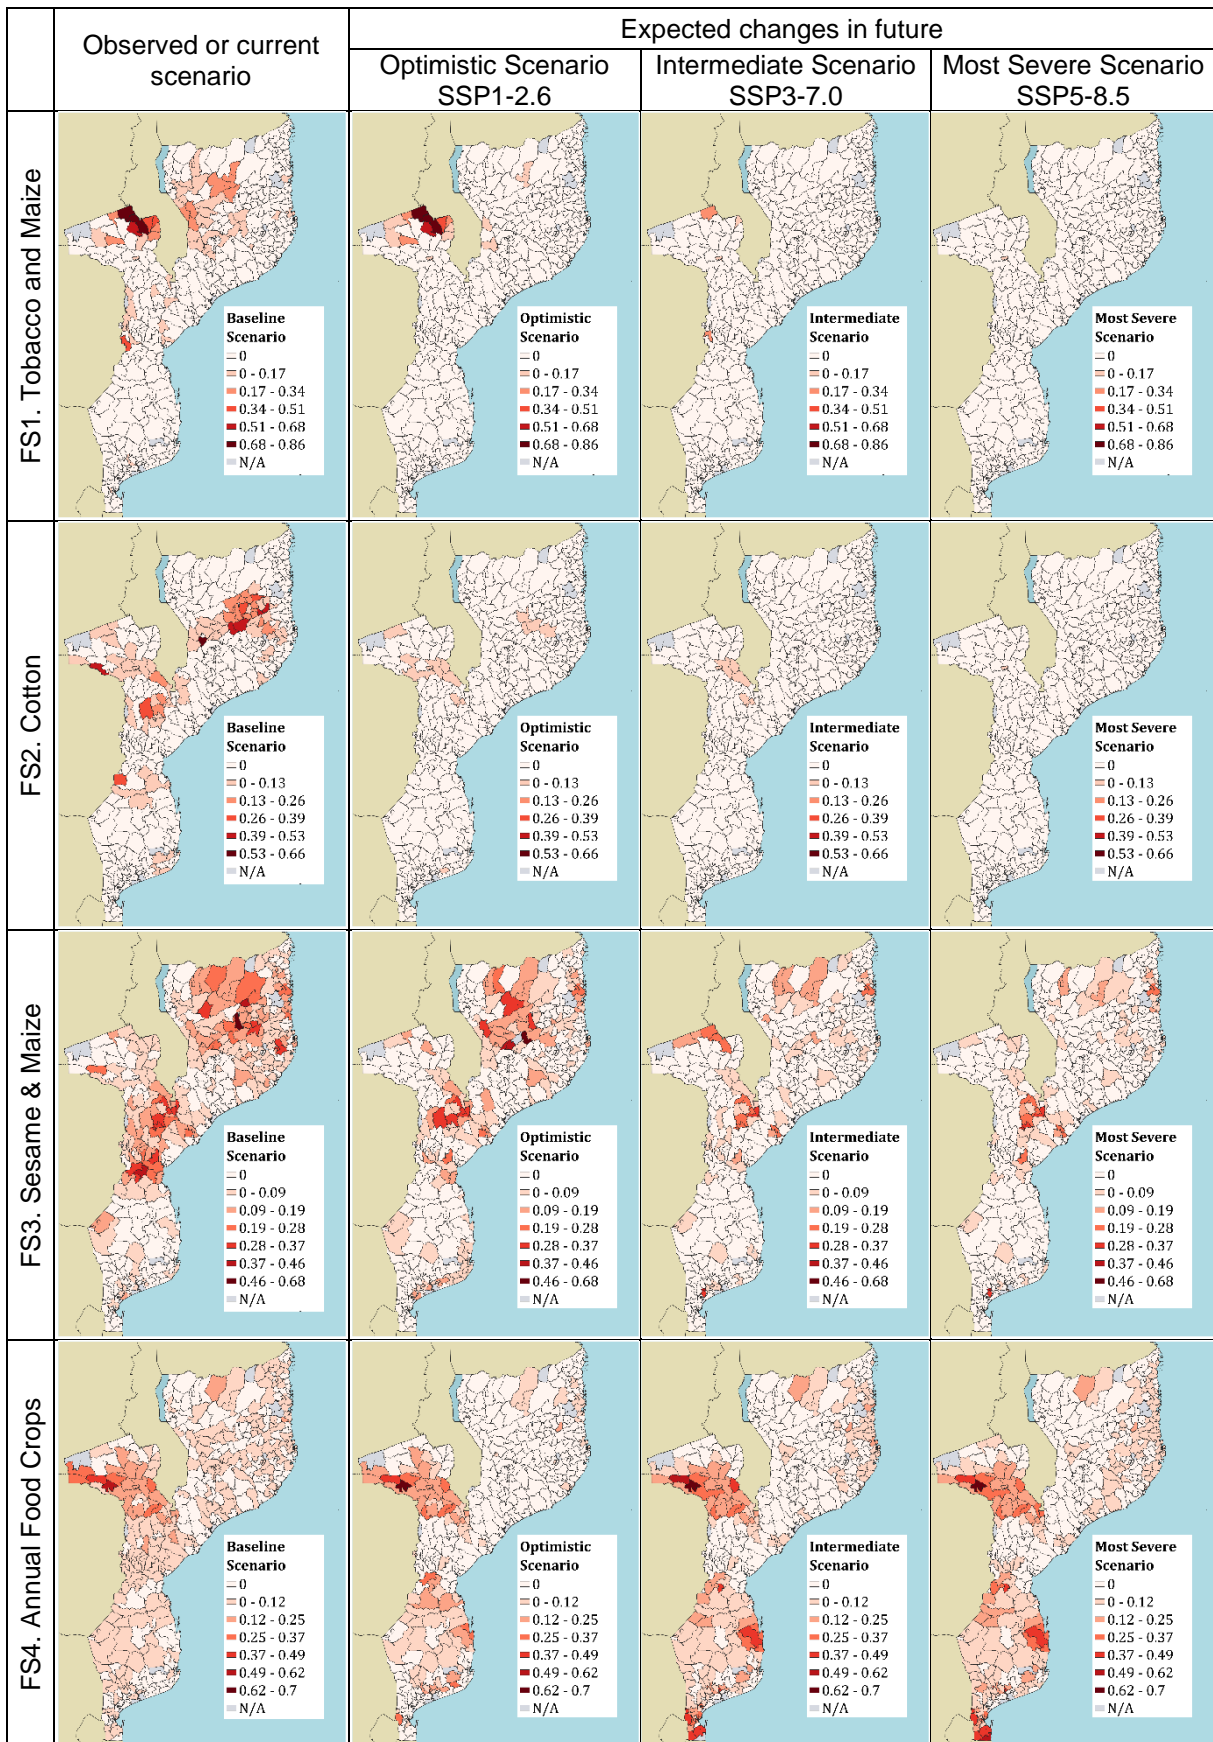 Observed or current
scenario
Expected changes in future
Optimistic Scenario
SSP1-2.6
Intermediate Scenario
SSP3-7.0
Most Severe Scenario
SSP5-8.5
FS1. Tobacco and Maize
Baseline
Scenario
0
0 - 0.17
0.17 - 0.34
0.34 - 0.51
0.51 - 0.68
0.68 - 0.86
N/A
Optimistic
Scenario
0
0 - 0.17
0.17 - 0.34
0.34 - 0.51
0.51 - 0.68
0.68 - 0.86
N/A
Intermediate
Scenario
0
0 - 0.17
0.17 - 0.34
0.34 - 0.51
0.51 - 0.68
0.68 - 0.86
N/A
Most Severe
Scenario
0
0 - 0.17
0.17 - 0.34
0.34 - 0.51
0.51 - 0.68
0.68 - 0.86
N/A
FS2. Cotton
Baseline
Scenario
0
0 - 0.13
0.13 - 0.26
0.26 - 0.39
0.39 - 0.53
0.53 - 0.66
N/A
Optimistic
Scenario
0
0 - 0.13
0.13 - 0.26
0.26 - 0.39
0.39 - 0.53
0.53 - 0.66
N/A
Intermediate
Scenario
0
0 - 0.13
0.13 - 0.26
0.26 - 0.39
0.39 - 0.53
0.53 - 0.66
N/A
Most Severe
Scenario
0
0 - 0.13
0.13 - 0.26
0.26 - 0.39
0.39 - 0.53
0.53 - 0.66
N/A
FS3. Sesame & Maize
Baseline
Scenario
0
0 - 0.09
0.09 - 0.19
0.19 - 0.28
0.28 - 0.37
0.37 - 0.46
0.46 - 0.68
N/A
Optimistic
Scenario
0
0 - 0.09
0.09 - 0.19
0.19 - 0.28
0.28 - 0.37
0.37 - 0.46
0.46 - 0.68
N/A
Intermediate
Scenario
0
0 - 0.09
0.09 - 0.19
0.19 - 0.28
0.28 - 0.37
0.37 - 0.46
0.46 - 0.68
N/A
Most Severe
Scenario
0
0 - 0.09
0.09 - 0.19
0.19 - 0.28
0.28 - 0.37
0.37 - 0.46
0.46 - 0.68
N/A
FS4. Annual Food Crops
Baseline
Scenario
0
0 - 0.12
0.12 - 0.25
0.25 - 0.37
0.37 - 0.49
0.49 - 0.62
0.62 - 0.7
N/A
Optimistic
Scenario
0
0 - 0.12
0.12 - 0.25
0.25 - 0.37
0.37 - 0.49
0.49 - 0.62
0.62 - 0.7
N/A
Intermediate
Scenario
0
0 - 0.12
0.12 - 0.25
0.25 - 0.37
0.37 - 0.49
0.49 - 0.62
0.62 - 0.7
N/A
Most Severe
Scenario
0
0 - 0.12
0.12 - 0.25
0.25 - 0.37
0.37 - 0.49
0.49 - 0.62
0.62 - 0.7
N/A